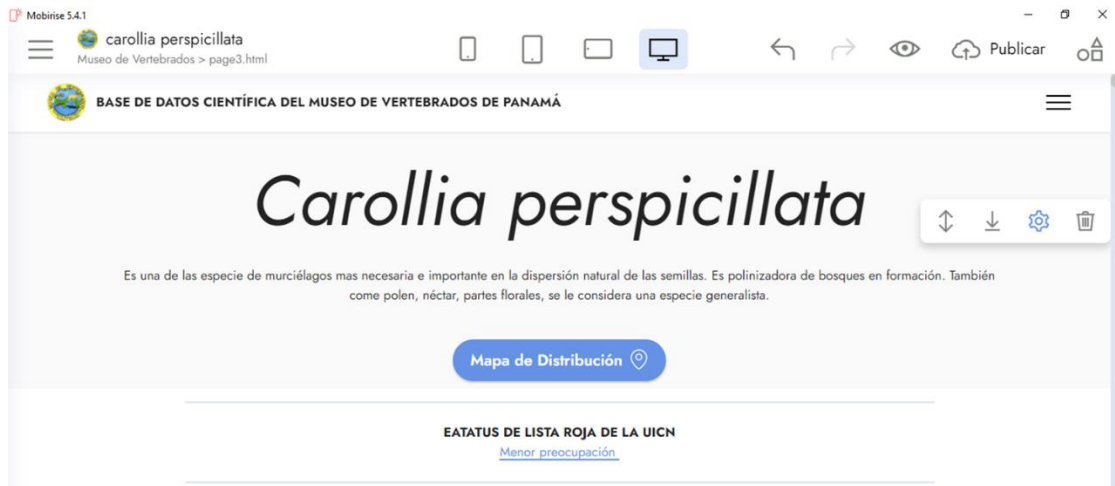 Mobirise 5.4.1
carollia perspicillata
Museo de Vertebrados > page3.html
Publicar
BASE DE DATOS CIENTÍFICA DEL MUSEO DE VERTEBRADOS DE PANAMÁ
Carollia perspicillata
Es una de las especie de murciélagos mas necesaria e importante en la dispersión natural de las semillas. Es polinizadora de bosques en formación. También
come polen, néctar, partes florales, se le considera una especie generalista.
Mapa de Distribución
EATATUS DE LISTA ROJA DE LA UICN
Menor preocupación